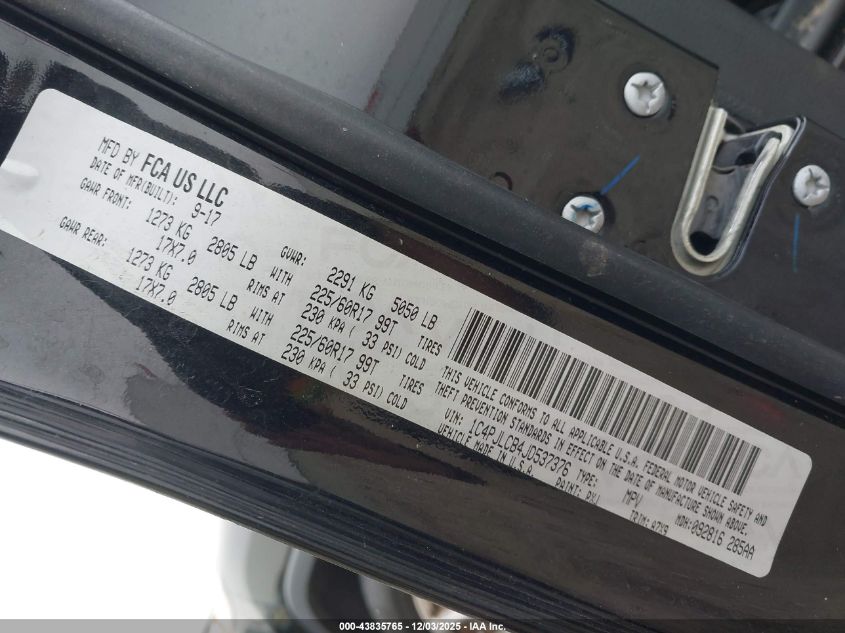 MFD BY FCA US LLC
DATE OF MFR(BUILT): 9-17 GVWR: 2291 KG 5050 LB
GAWR FRONT: 1273 KG 2805 LB WITH 225/60R17 99T TIRES
17X7.0 RIMS AT 230 KPA ( 33 PSI) COLD
GAWR REAR: 1273 KG 2805 LB WITH 225/60R17 99T TIRES
17X7.0 RIMS AT 230 KPA ( 33 PSI) COLD
THIS VEHICLE CONFORMS TO ALL APPLICABLE U.S.A. FEDERAL MOTOR VEHICLE SAFETY AND
THEFT PREVENTION STANDARDS IN EFFECT ON THE DATE OF MANUFACTURE SHOWN ABOVE.
VIN: 1C4PJLCB4JD537376 TYPE: MPV MDH:092816 285AA
VEHICLE MADE IN U.S.A. PAINT: PXJ TRIM: A7X9
000-43835765 - 12/03/2025 - IAA Inc.